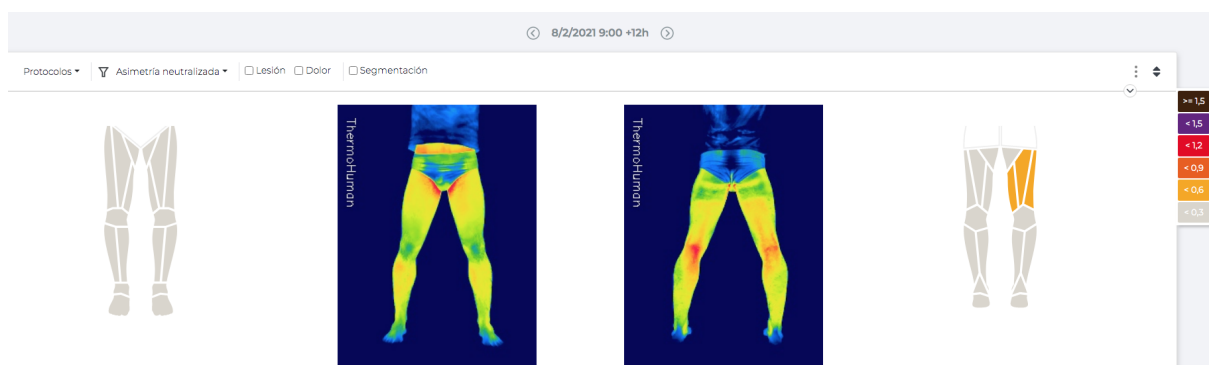 8/2/2021 9:00 +12h
Protocolos Asimetría neutralizada Lesión Dolor Segmentación
ThermoHuman
ThermoHuman
>= 1,5
< 1,5
< 1,2
< 0,9
< 0,6
< 0,3